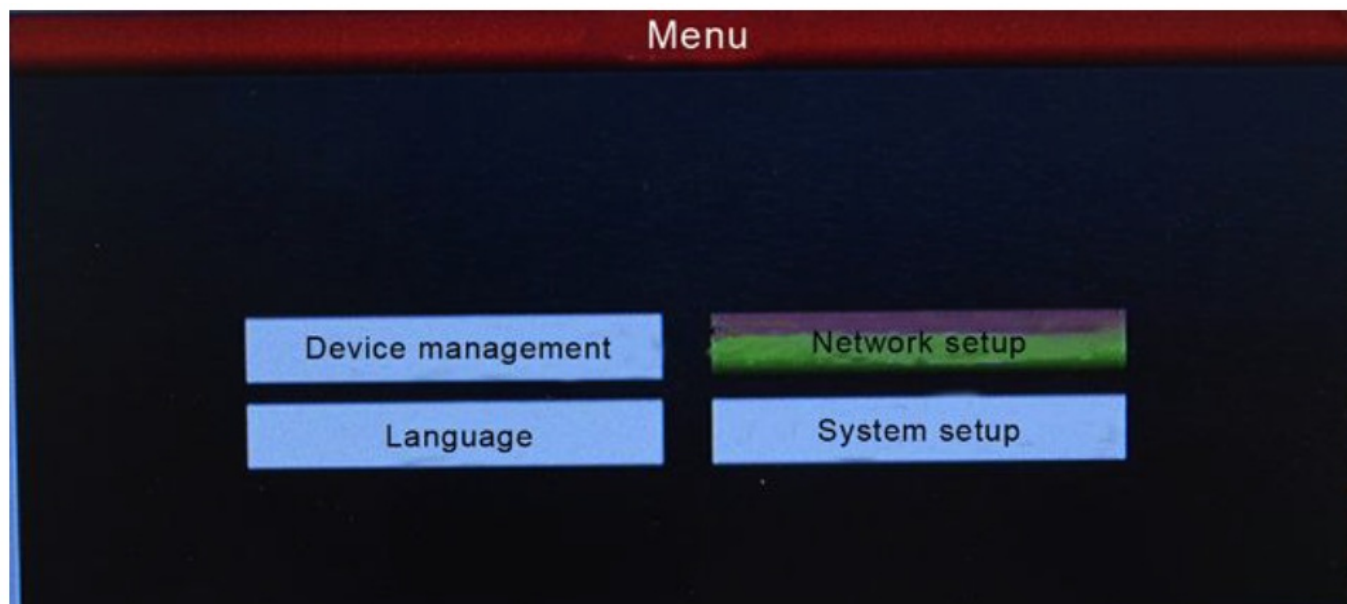 Menu
Device management
Network setup
Language
System setup